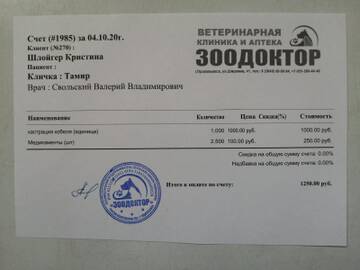 Счет (#1985) за 04.10.20г.
Клиент (№270) :
Шлойгер Кристина
Пациент :
Кличка : Тамир
Врач : Свольский Валерий Владимирович
ВЕТЕРИНАРНАЯ
КЛИНИКА И АПТЕКА
ЗООДОКТОР
Наименование Количество Цена Скидка(%) Стоимость
кастрация кобеля (единица) 1,000 1000.00 руб. 1000.00 руб.
Медикаменты (шт) 2,500 100.00 руб. 250.00 руб.
Скидка на общую сумму счета: 0.00%
Надбавка на общую сумму счета: 0.00%
Итого к оплате по счету: 1250.00 руб.
ЗООДОКТОР